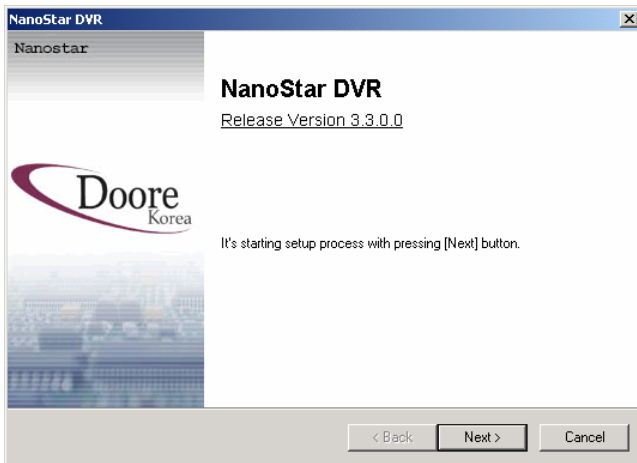 NanoStar DVR
Nanostar
NanoStar DVR
Release Version 3.3.0.0
Doore
Korea
It's starting setup process with pressing [Next] button.
< Back
Next >
Cancel